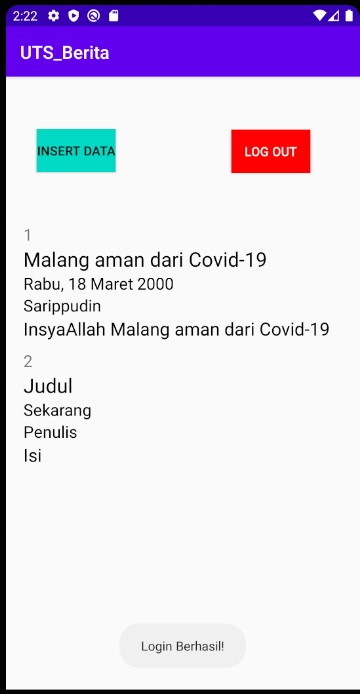 2:22
UTS_Berita
INSERT DATA
LOG OUT
1
Malang aman dari Covid-19
Rabu, 18 Maret 2000
Sarippudin
InsyaAllah Malang aman dari Covid-19
2
Judul
Sekarang
Penulis
Isi
Login Berhasil!